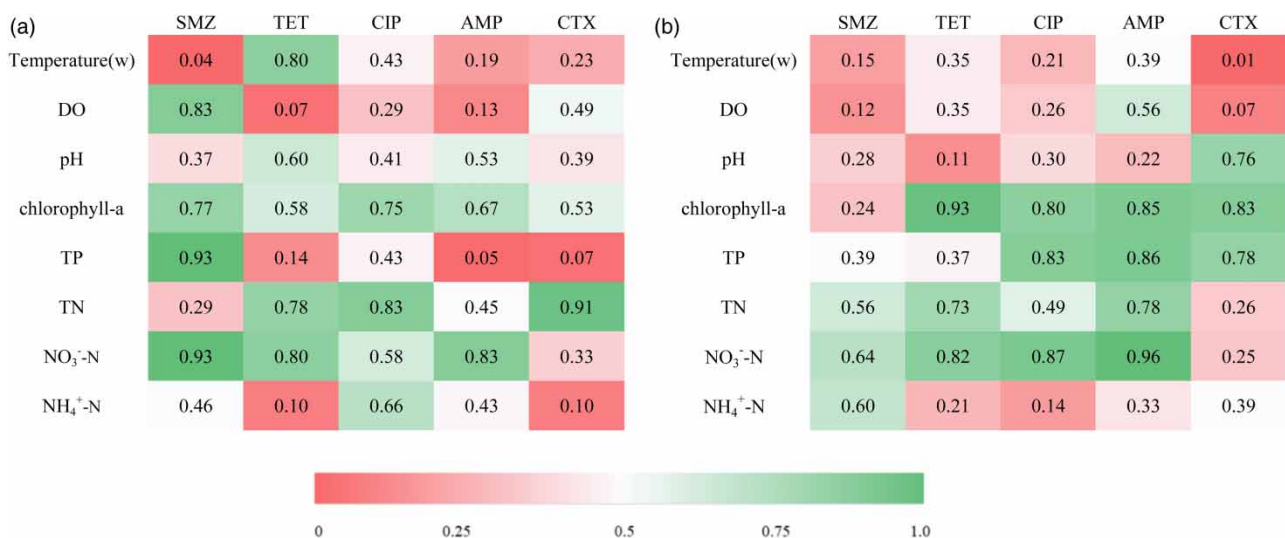 (a) SMZ TET CIP AMP CTX
Temperature(w) 0.04 0.80 0.43 0.19 0.23
DO 0.83 0.07 0.29 0.13 0.49
pH 0.37 0.60 0.41 0.53 0.39
chlorophyll-a 0.77 0.58 0.75 0.67 0.53
TP 0.93 0.14 0.43 0.05 0.07
TN 0.29 0.78 0.83 0.45 0.91
NO₃⁻-N 0.93 0.80 0.58 0.83 0.33
NH₄⁺-N 0.46 0.10 0.66 0.43 0.10
(b) SMZ TET CIP AMP CTX
Temperature(w) 0.15 0.35 0.21 0.39 0.01
DO 0.12 0.35 0.26 0.56 0.07
pH 0.28 0.11 0.30 0.22 0.76
chlorophyll-a 0.24 0.93 0.80 0.85 0.83
TP 0.39 0.37 0.83 0.86 0.78
TN 0.56 0.73 0.49 0.78 0.26
NO₃⁻-N 0.64 0.82 0.87 0.96 0.25
NH₄⁺-N 0.60 0.21 0.14 0.33 0.39
0 0.25 0.5 0.75 1.0